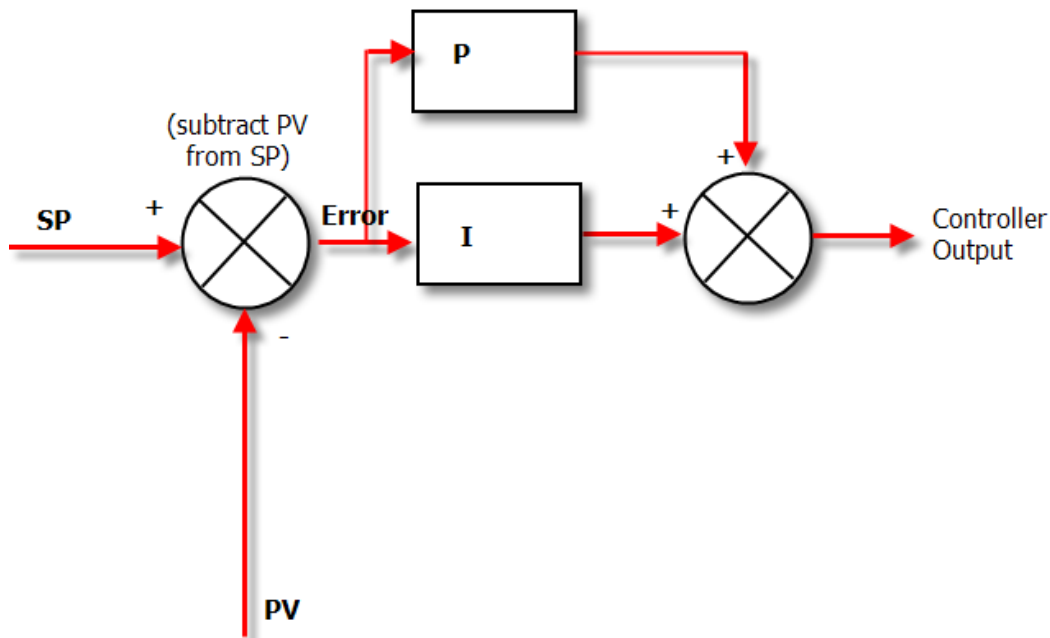 P
(subtract PV
from SP)
+
SP
+
Error
I
+
Controller
Output
-
PV